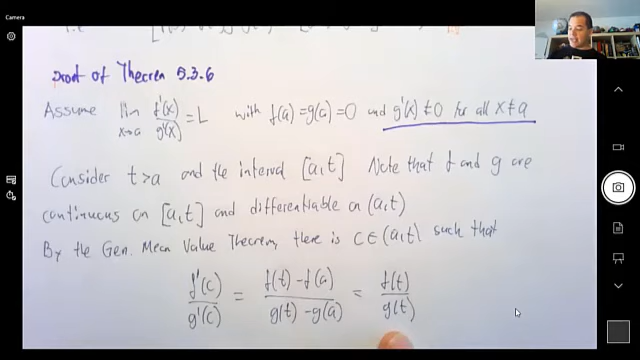 Camera
proof of Theorem 5.3.6
Assume lim x→a f'(x)/g'(x) = L with f(a)=g(a)=0 and g'(x)≠0 for all x≠a
Consider t>a and the interval [a,t] Note that f and g are
continuous on [a,t] and differentiable on (a,t)
By the Gen. Mean Value Theorem, there is c∈(a,t) such that
f'(c)/g'(c) = f(t)-f(a)/g(t)-g(a) = f(t)/g(t)